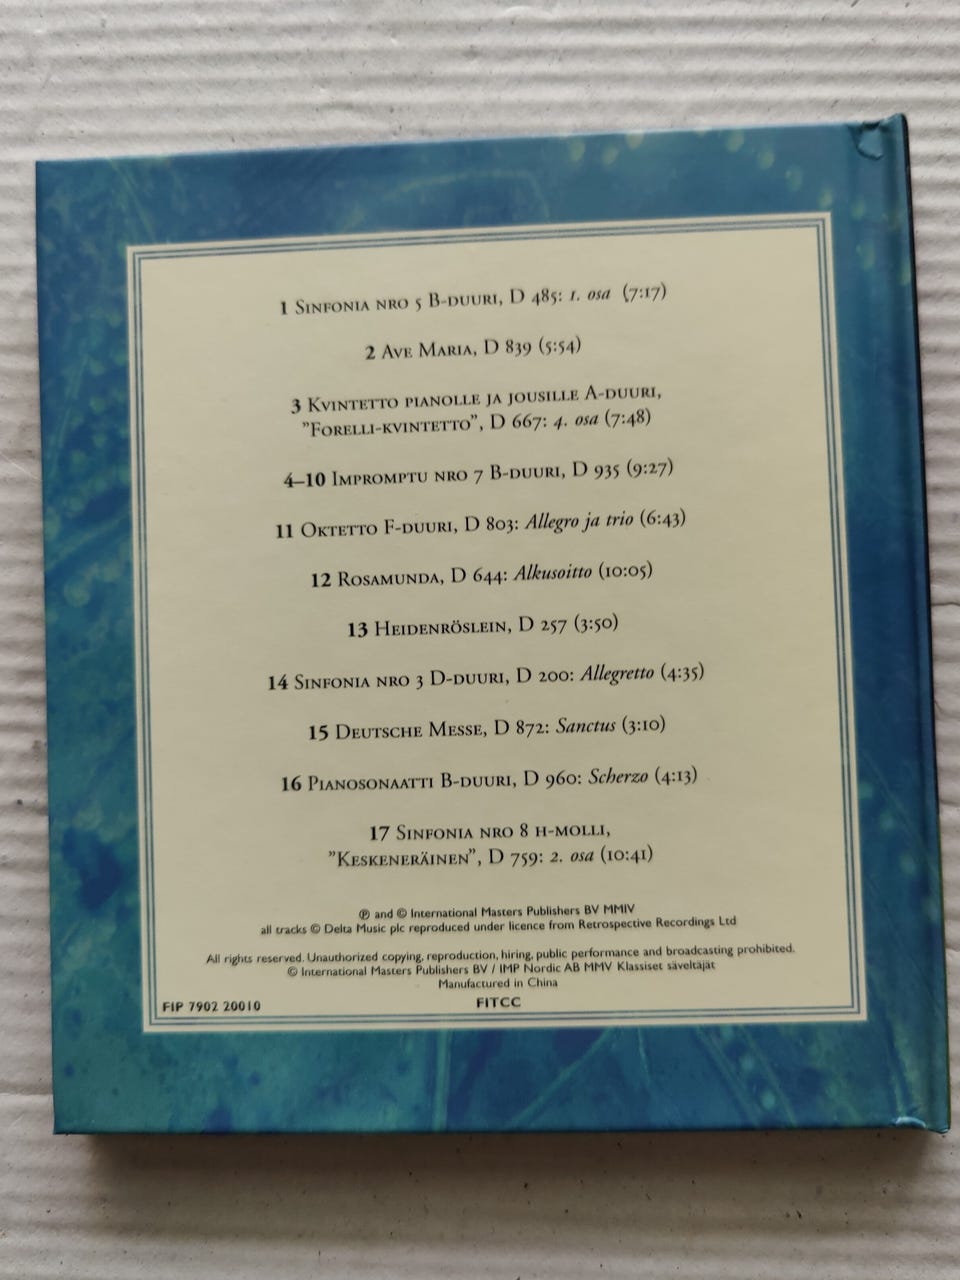 1 Sinfonia nro 5 B-duuri, D 485: 1. osa (7:17)
2 Ave Maria, D 839 (5:54)
3 Kvintetto pianolle ja jousille A-duuri,
"Forelli-kvintetto", D 667: 4. osa (7:48)
4–10 Impromptu nro 7 B-duuri, D 935 (9:27)
11 Oktetto F-duuri, D 803: Allegro ja trio (6:43)
12 Rosamunda, D 644: Alkusoitto (10:05)
13 Heidenröslein, D 257 (3:50)
14 Sinfonia nro 3 D-duuri, D 200: Allegretto (4:35)
15 Deutsche Messe, D 872: Sanctus (3:10)
16 Pianosonaatti B-duuri, D 960: Scherzo (4:13)
17 Sinfonia nro 8 h-molli,
"Keskeneräinen", D 759: 2. osa (10:41)
℗ and © International Masters Publishers BV MMIV
all tracks © Delta Music plc reproduced under licence from Retrospective Recordings Ltd
All rights reserved. Unauthorized copying, reproduction, hiring, public performance and broadcasting prohibited.
© International Masters Publishers BV / IMP Nordic AB MMV Klassiset säveltäjät
Manufactured in China
FIP 7902 20010 FITCC